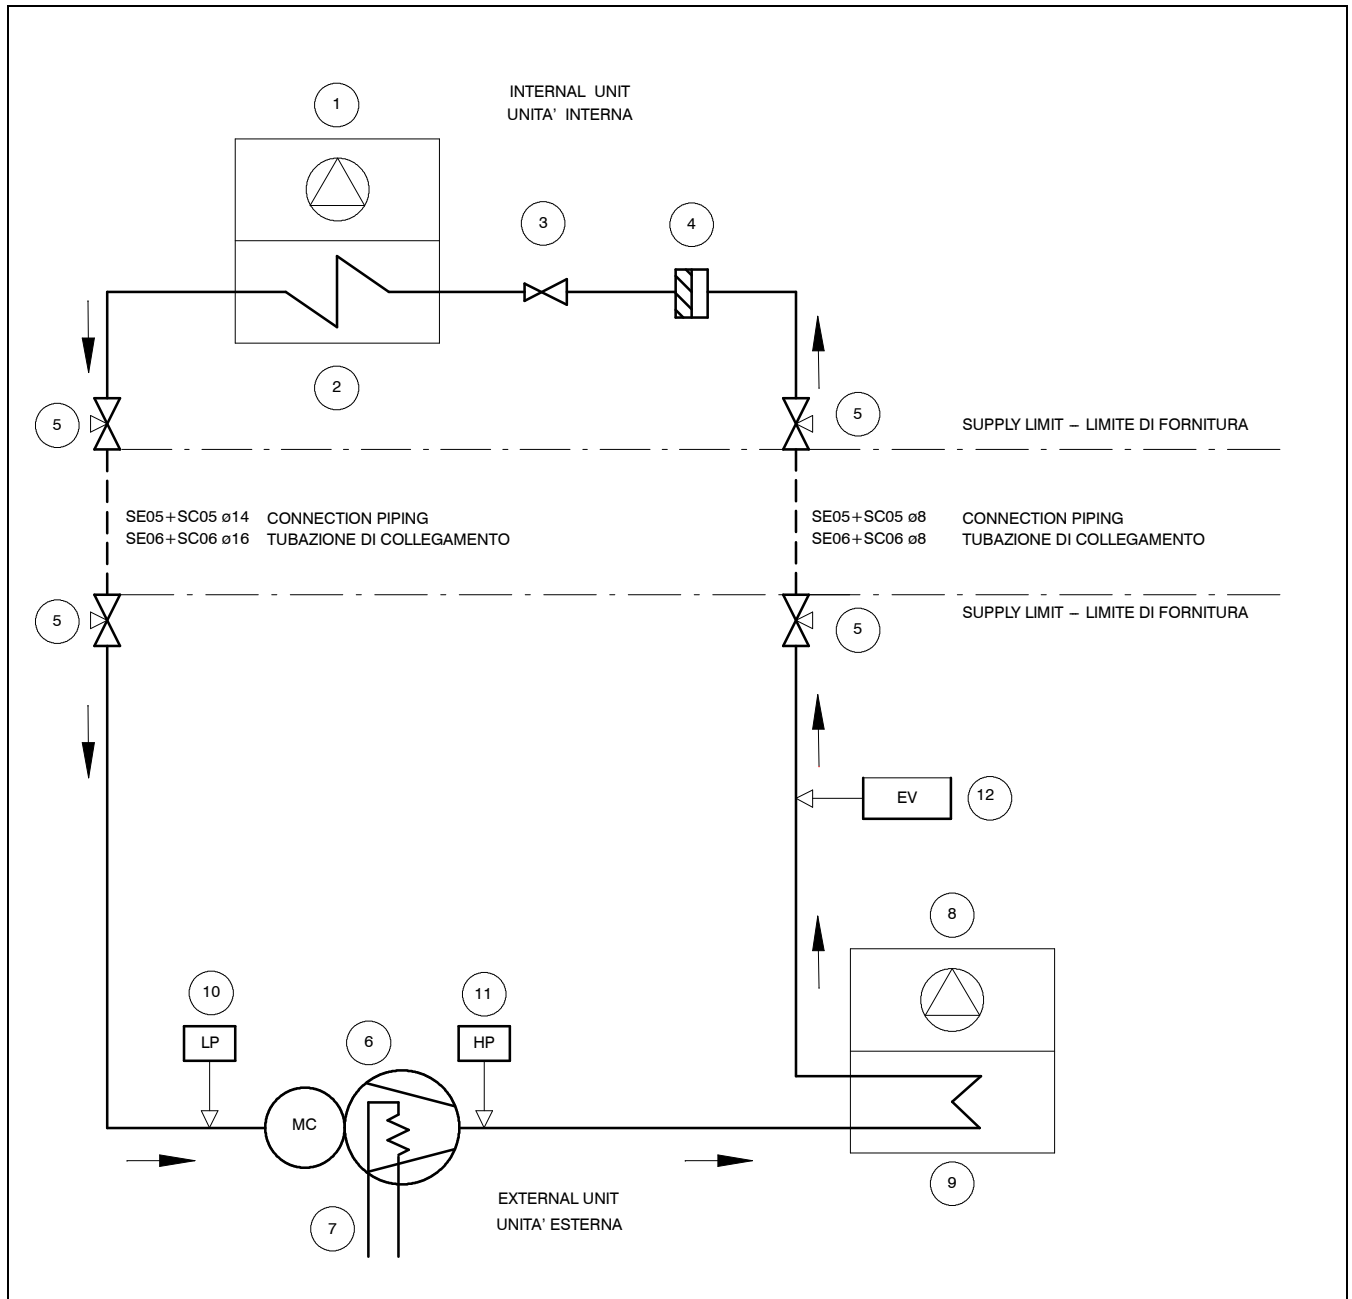 INTERNAL UNIT
UNITA' INTERNA
1
3
4
2
5
5
SUPPLY LIMIT – LIMITE DI FORNITURA
SE05+SC05 ø14 CONNECTION PIPING
SE06+SC06 ø16 TUBAZIONE DI COLLEGAMENTO
SE05+SC05 ø8 CONNECTION PIPING
SE06+SC06 ø8 TUBAZIONE DI COLLEGAMENTO
5
5
SUPPLY LIMIT – LIMITE DI FORNITURA
EV
12
8
10
11
LP
6
HP
MC
9
7
EXTERNAL UNIT
UNITA' ESTERNA